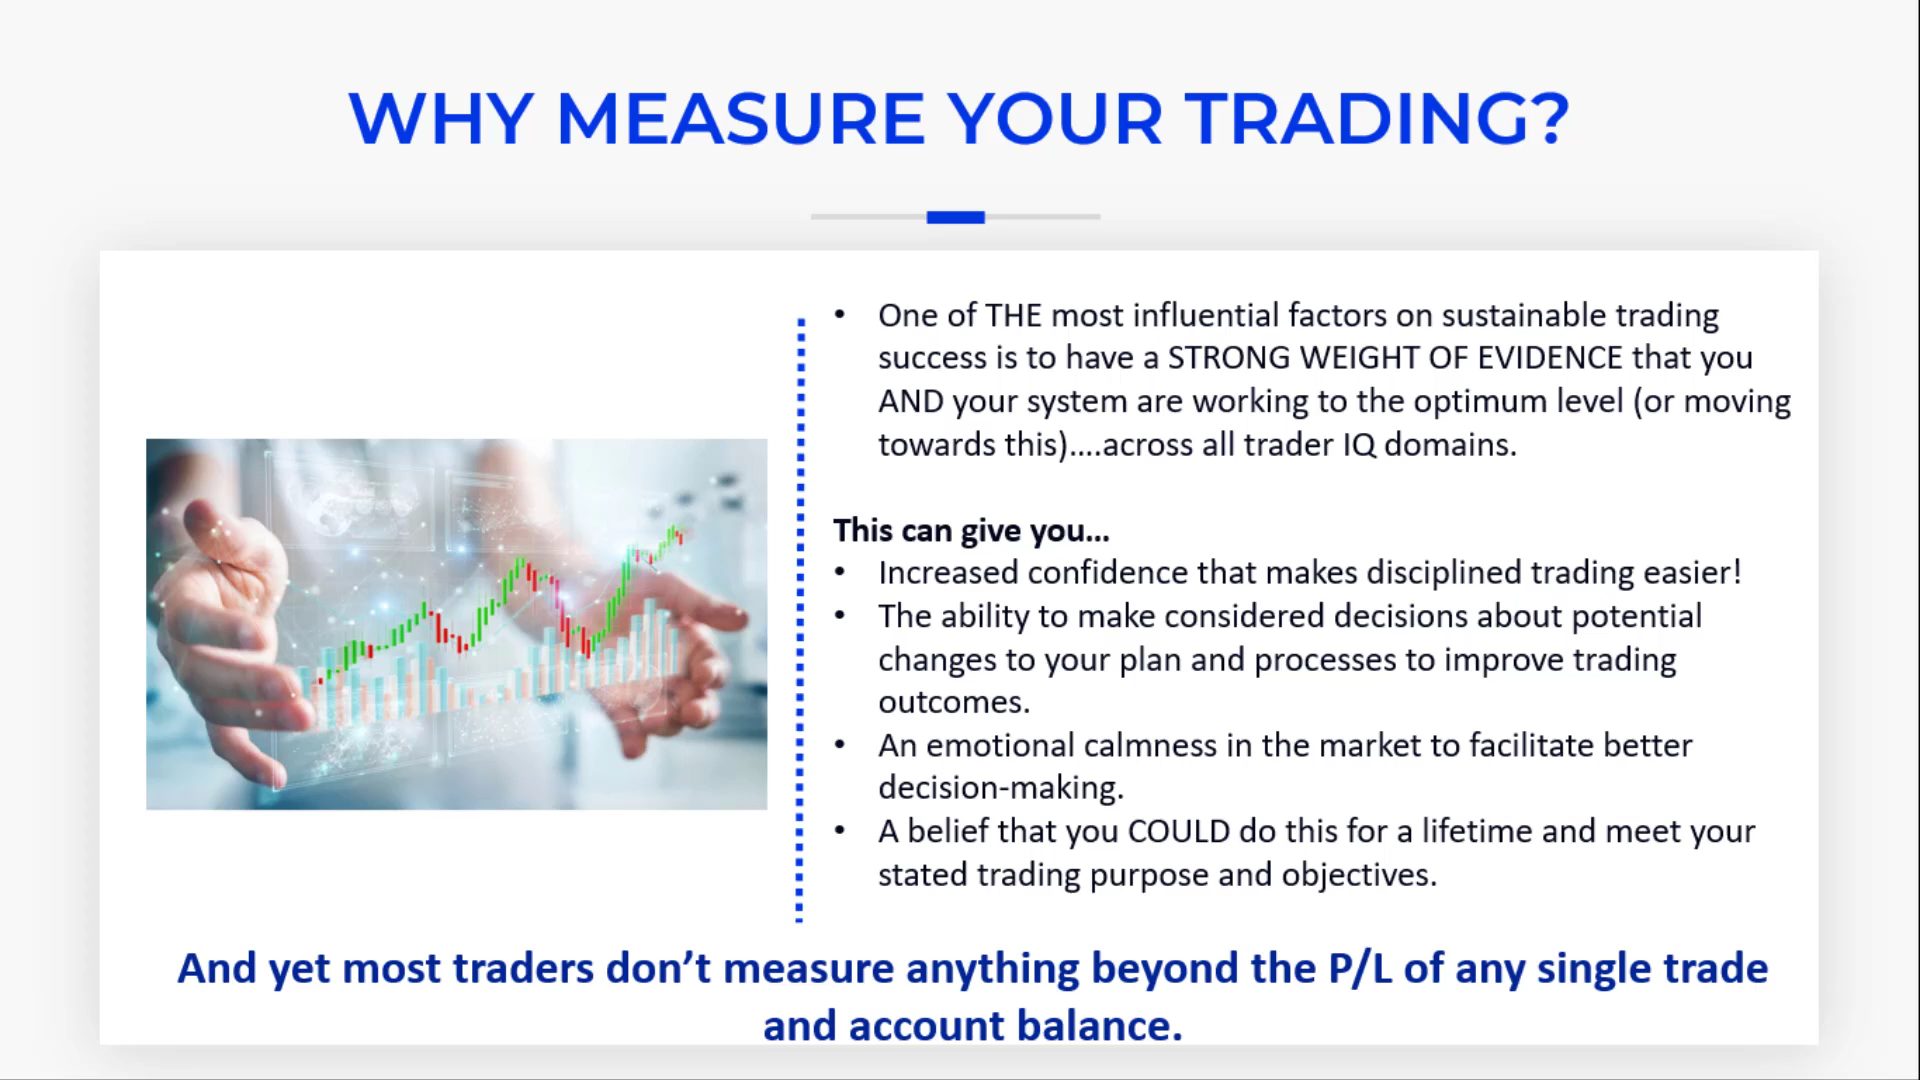 WHY MEASURE YOUR TRADING?
• One of THE most influential factors on sustainable trading
success is to have a STRONG WEIGHT OF EVIDENCE that you
AND your system are working to the optimum level (or moving
towards this)....across all trader IQ domains.
This can give you...
• Increased confidence that makes disciplined trading easier!
• The ability to make considered decisions about potential
changes to your plan and processes to improve trading
outcomes.
• An emotional calmness in the market to facilitate better
decision-making.
• A belief that you COULD do this for a lifetime and meet your
stated trading purpose and objectives.
And yet most traders don’t measure anything beyond the P/L of any single trade
and account balance.